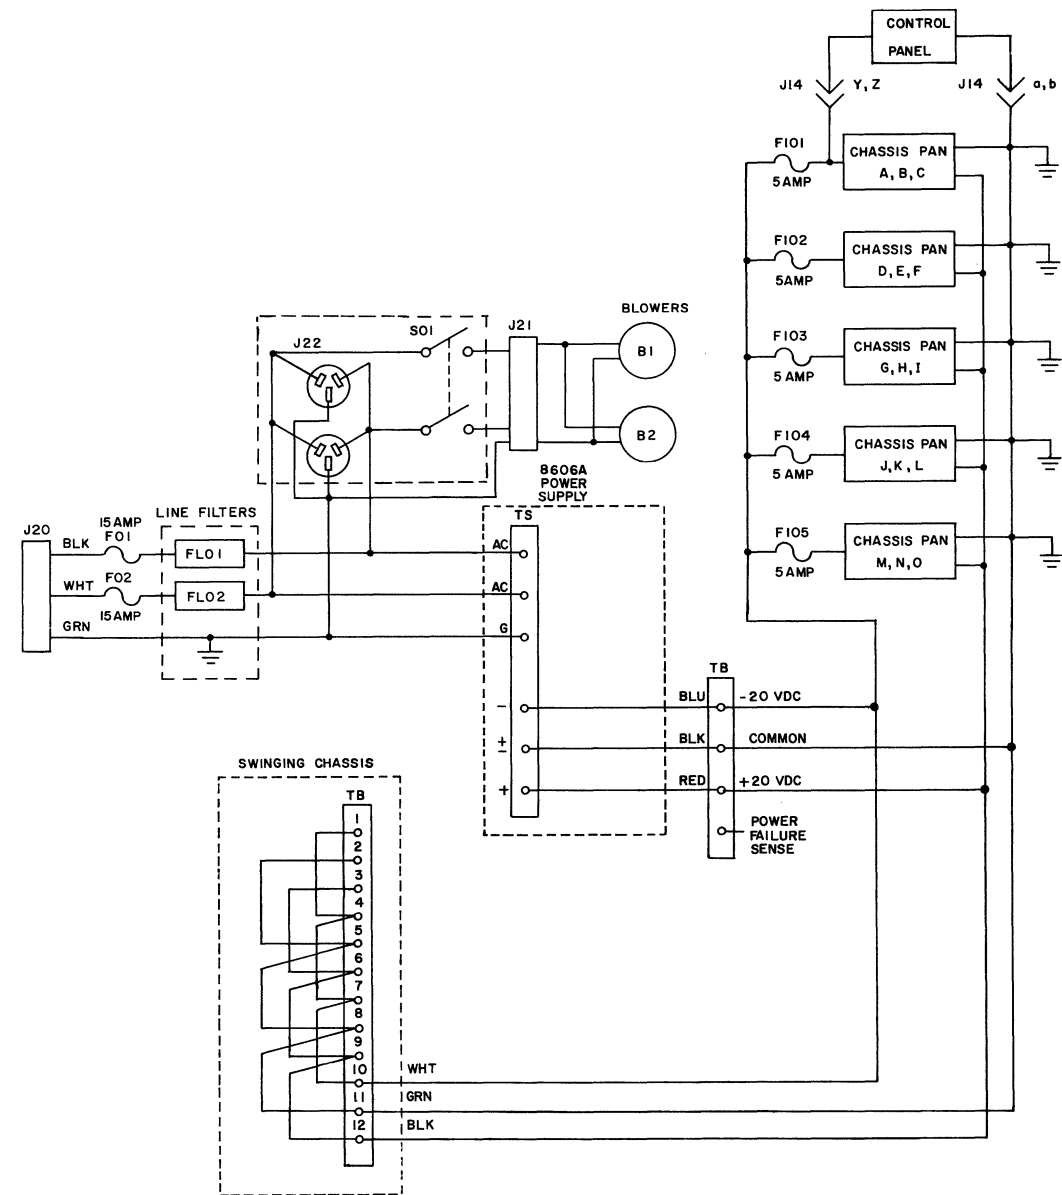 CONTROL
PANEL
J14
Y, Z
J14
a, b
F101
5 AMP
CHASSIS PAN
A, B, C
F102
5AMP
CHASSIS PAN
D, E, F
F103
5 AMP
CHASSIS PAN
G, H, I
F104
5 AMP
CHASSIS PAN
J, K, L
F105
5 AMP
CHASSIS PAN
M, N, O
BLOWERS
B1
B2
J21
S01
J22
8606A
POWER
SUPPLY
TS
AC
AC
G
-
±
+
LINE FILTERS
J20
15 AMP
F01
BLK
FL01
WHT
F02
15 AMP
FL02
GRN
TB
BLU
-20 VDC
BLK
COMMON
RED
+20 VDC
POWER
FAILURE
SENSE
SWINGING CHASSIS
TB
1
2
3
4
5
6
7
8
9
10
11
12
WHT
GRN
BLK